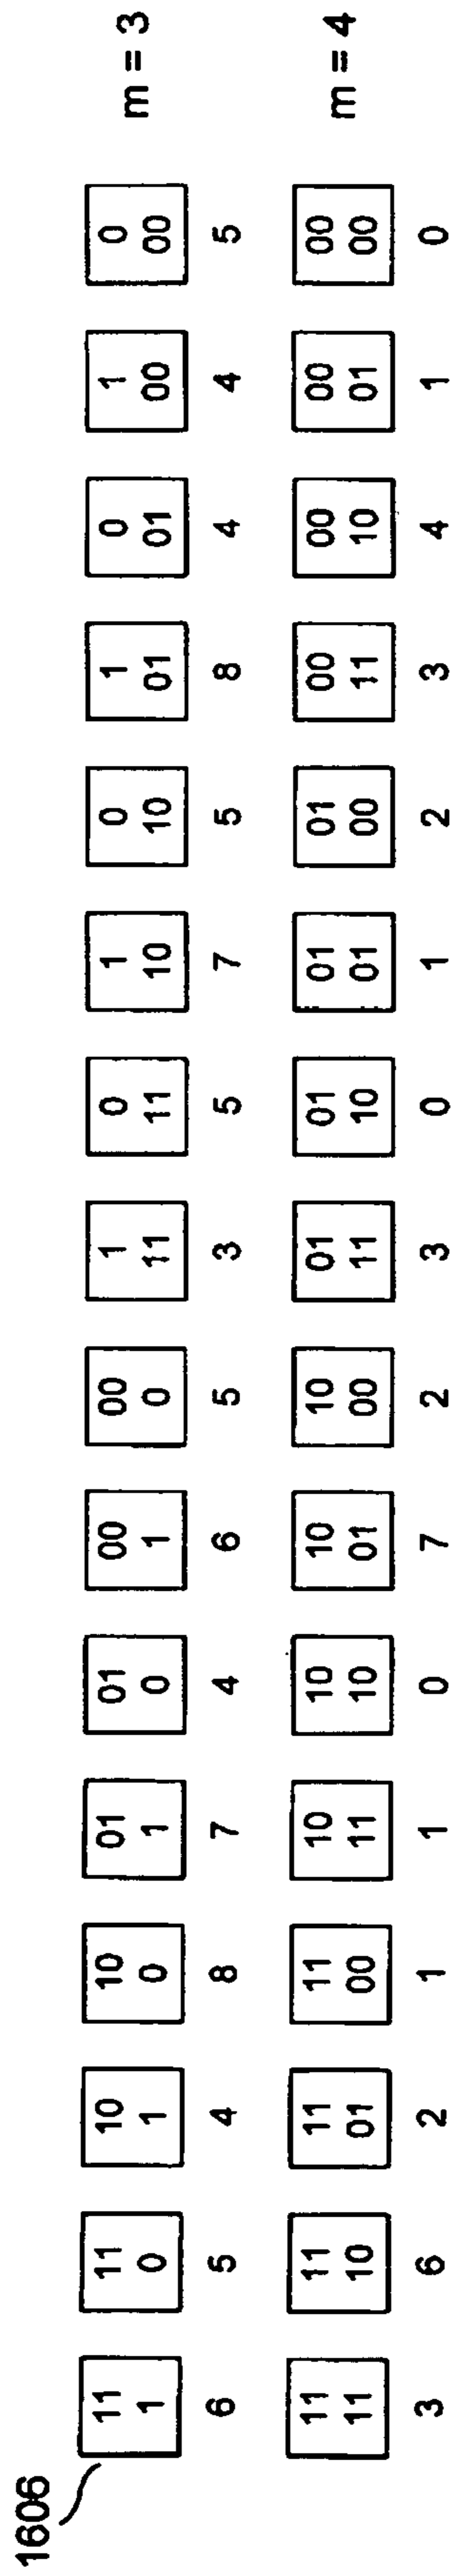 1606
11 11 10 10 01 01 00 00 1 0 1 0 1 0 1 0
1 0 1 0 1 0 1 0 11 11 10 10 01 01 00 00
m = 3
6 5 4 8 7 4 6 5 3 5 7 5 8 4 4 5
11 11 11 11 10 10 10 10 01 01 01 01 00 00 00 00
11 10 01 00 11 10 01 00 11 10 01 00 11 10 01 00
m = 4
3 6 2 1 1 0 7 2 3 0 1 2 3 4 1 0